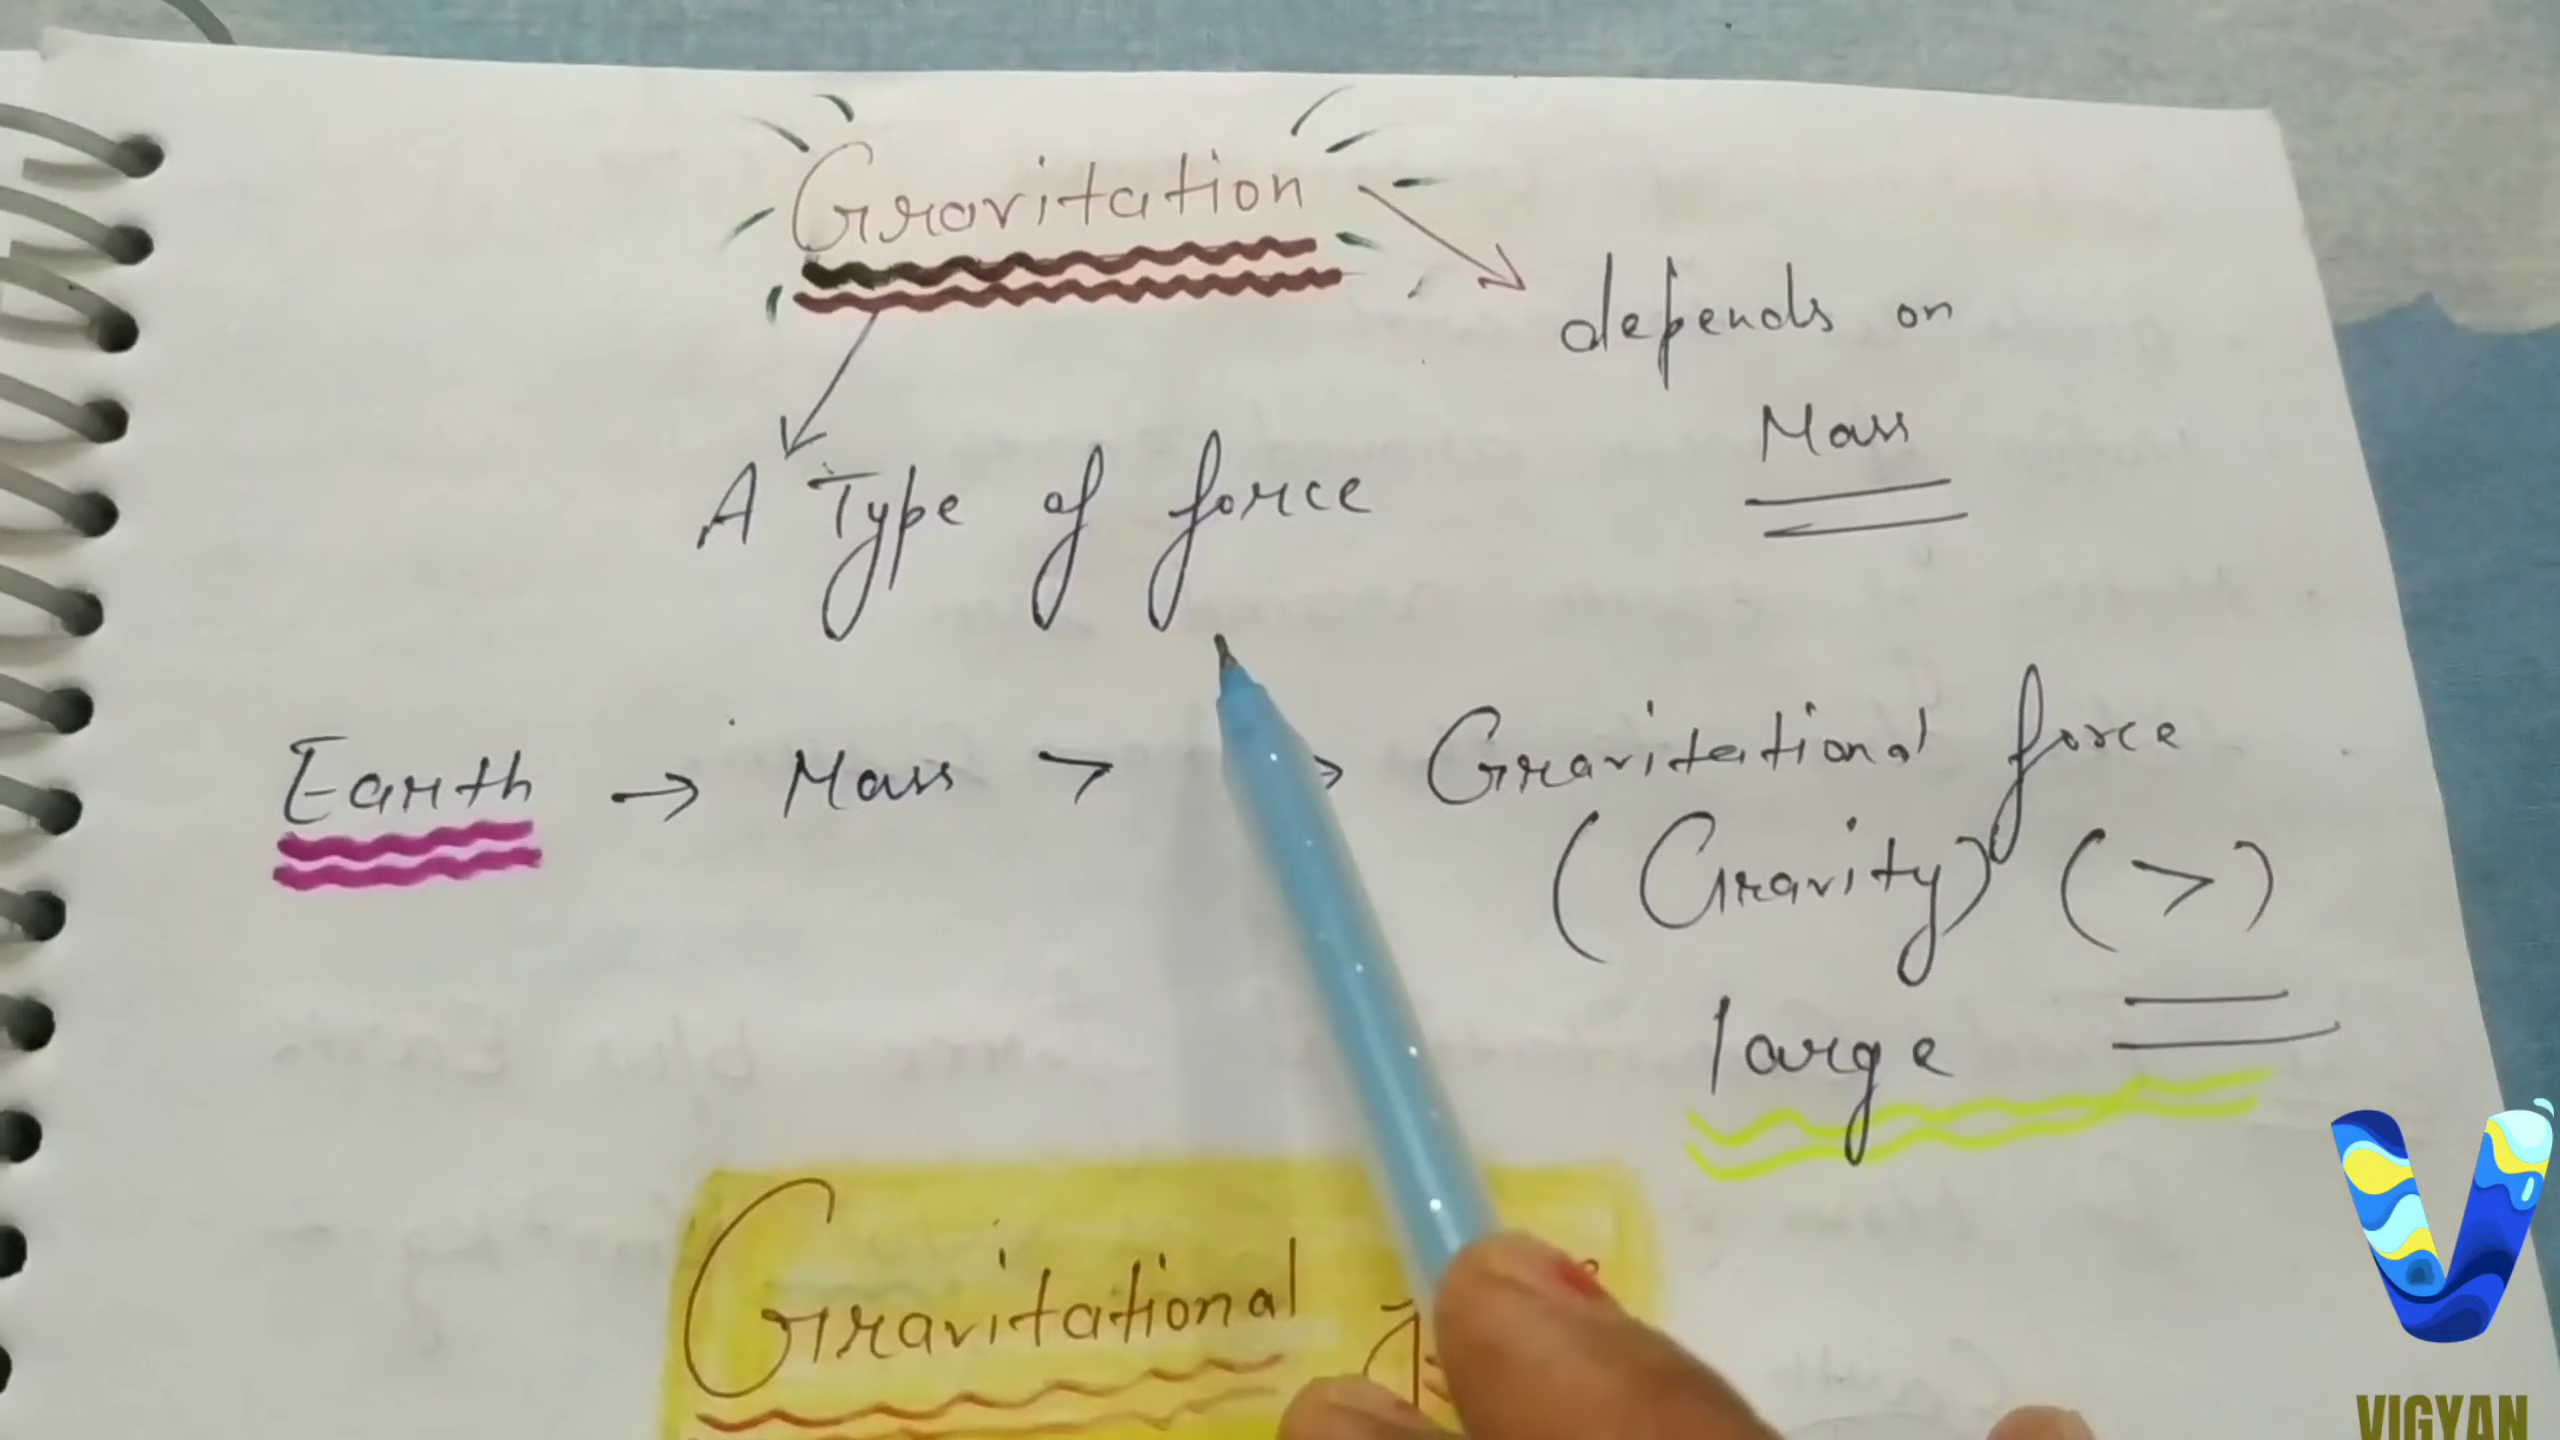 Gravitation
depends on
Mass
A Type of force
Earth → Mass > → Gravitational force
(Gravity) (>)
large
Gravitational
VIGYAN